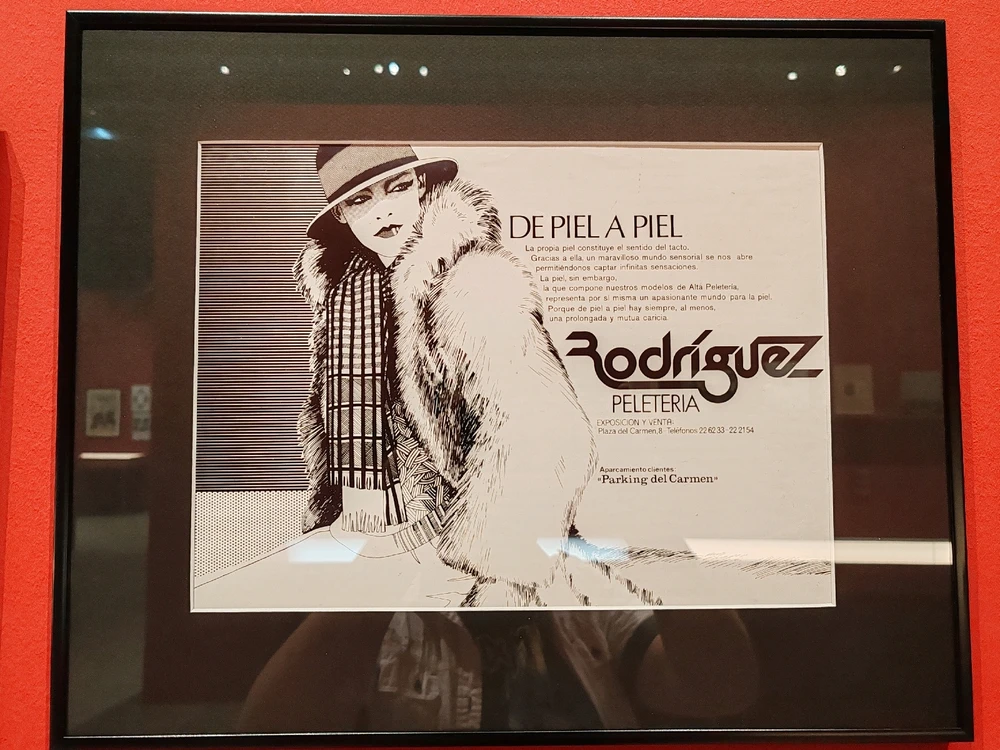 DE PIEL A PIEL
La propia piel constituye el sentido del tacto.
Gracias a ella, un maravilloso mundo sensorial se nos abre
permitiéndonos captar infinitas sensaciones.
La piel, sin embargo,
la que compone nuestros modelos de Alta Peletería,
representa por sí misma un apasionante mundo para la piel.
Porque de piel a piel hay siempre, al menos,
una prolongada y mutua caricia.
Rodríguez
PELETERIA
EXPOSICION Y VENTA:
Plaza del Carmen, 8 - Teléfonos 22 62 33 - 22 21 54
Aparcamiento clientes:
"Parking del Carmen"